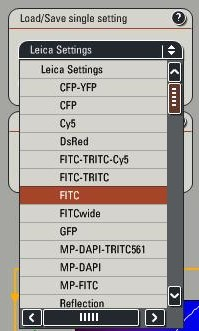 Load/Save single setting
Leica Settings
Leica Settings
CFP-YFP
CFP
Cy5
DsRed
FITC-TRITC-Cy5
FITC-TRITC
FITC
FITCwide
GFP
MP-DAPI-TRITC561
MP-DAPI
MP-FITC
Reflection